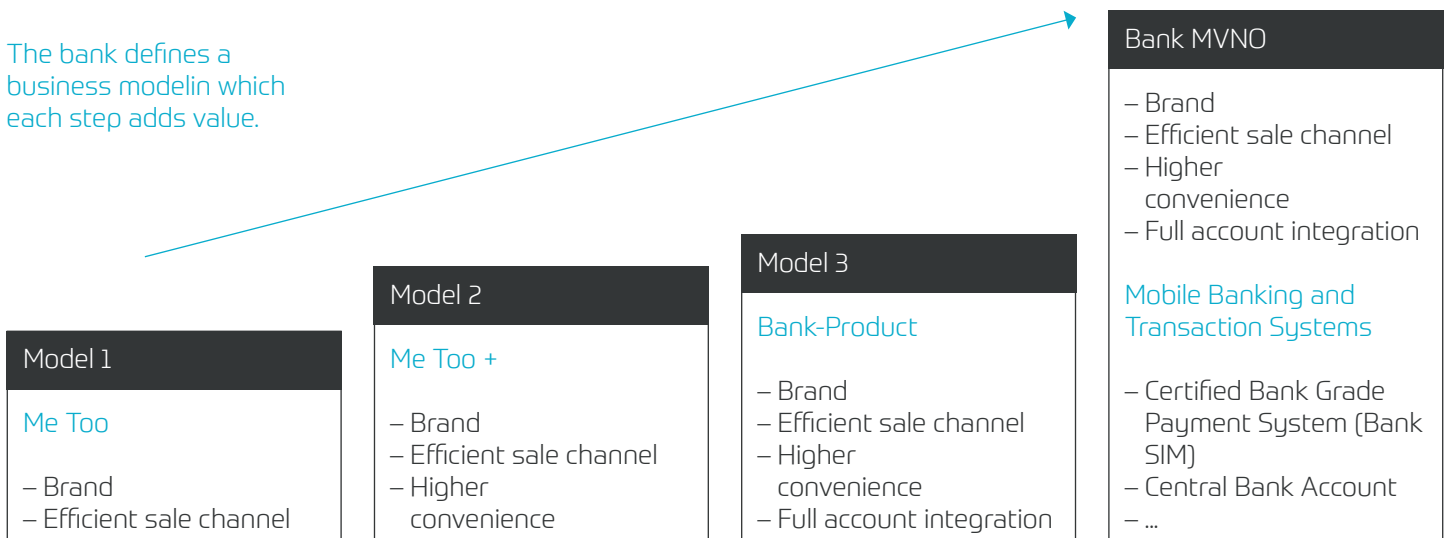 The bank defines a
business modelin which
each step adds value.
Model 1
Me Too
– Brand
– Efficient sale channel
Model 2
Me Too +
– Brand
– Efficient sale channel
– Higher
convenience
Model 3
Bank-Product
– Brand
– Efficient sale channel
– Higher
convenience
– Full account integration
Bank MVNO
– Brand
– Efficient sale channel
– Higher
convenience
– Full account integration
Mobile Banking and
Transaction Systems
– Certified Bank Grade
Payment System (Bank
SIM)
– Central Bank Account
– ...